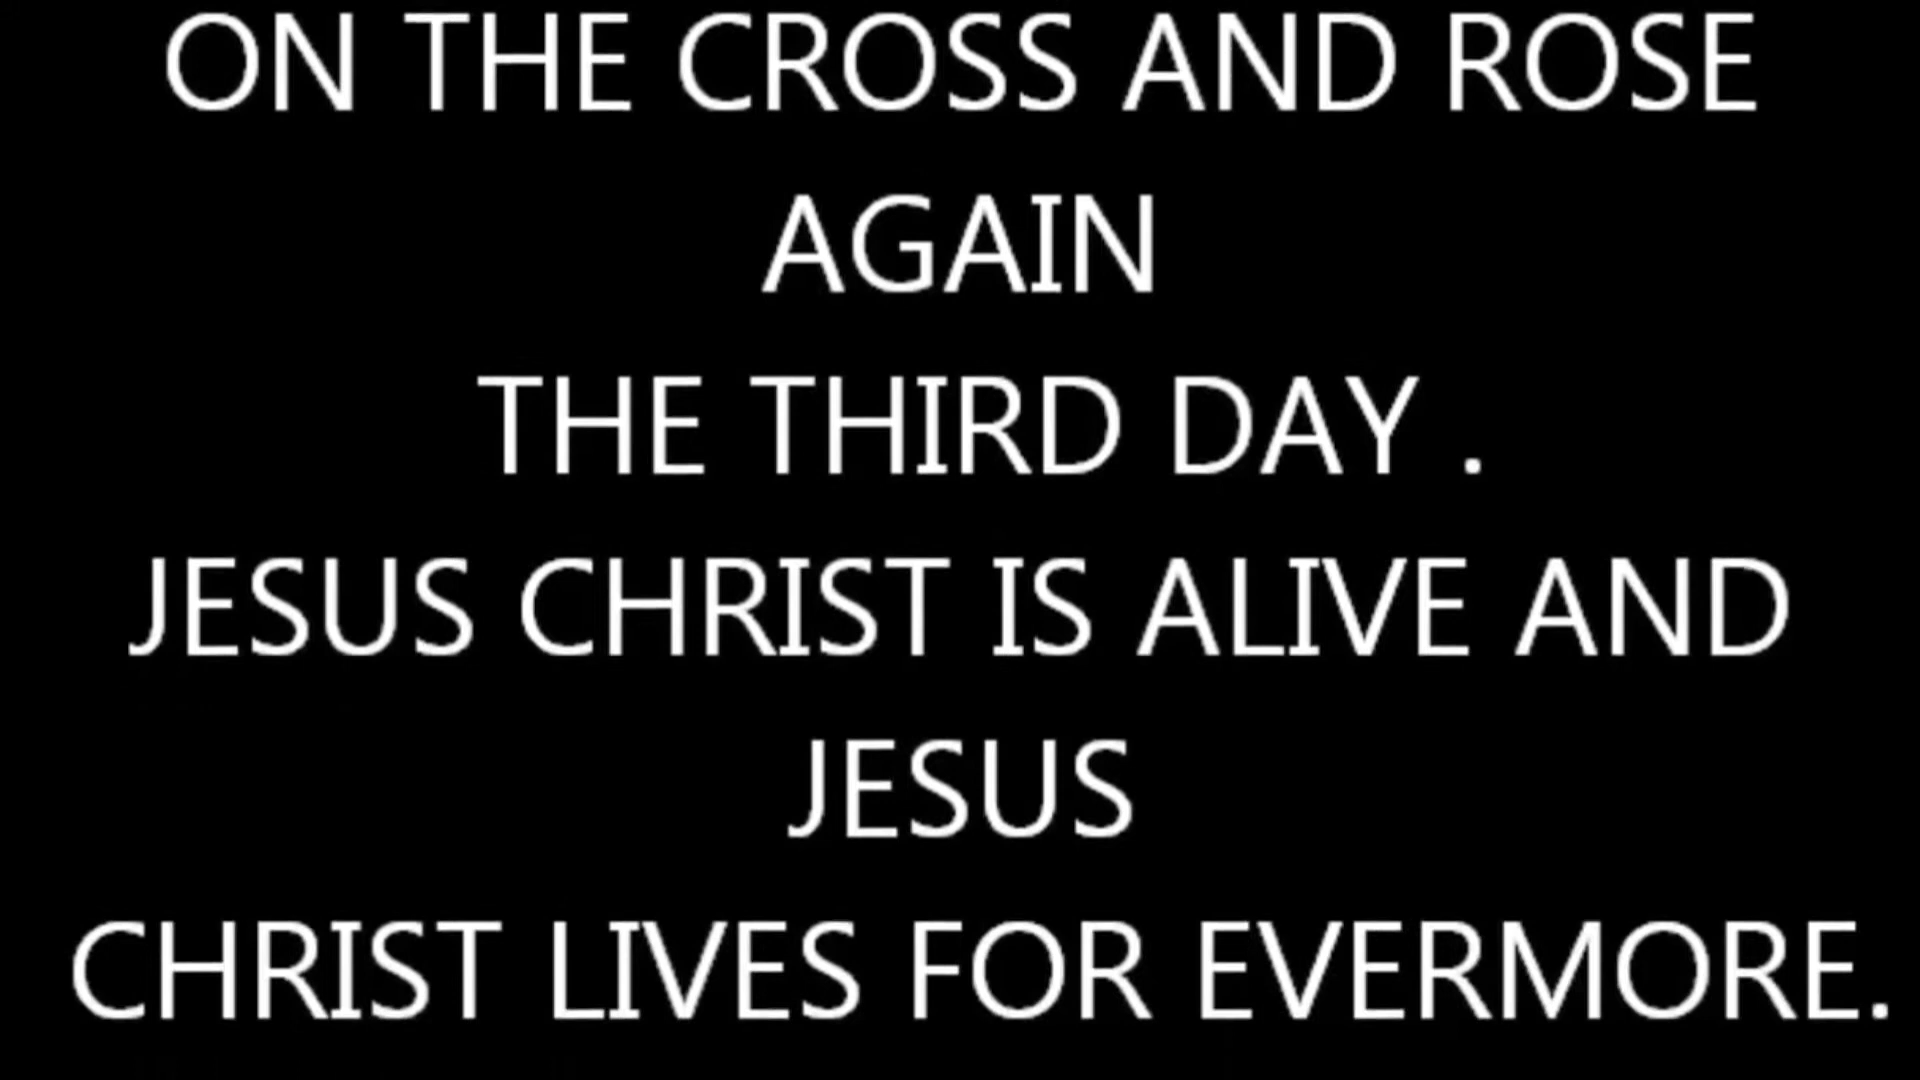 ON THE CROSS AND ROSE
AGAIN
THE THIRD DAY .
JESUS CHRIST IS ALIVE AND
JESUS
CHRIST LIVES FOR EVERMORE.